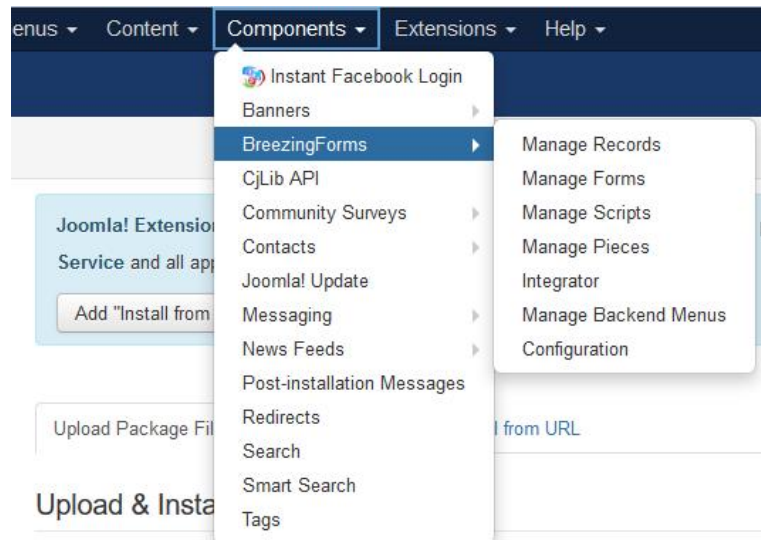 enus Content Components Extensions Help
Instant Facebook Login
Banners
BreezingForms
CjLib API
Community Surveys
Contacts
Joomla! Update
Messaging
News Feeds
Post-installation Messages
Redirects
Search
Smart Search
Tags
Manage Records
Manage Forms
Manage Scripts
Manage Pieces
Integrator
Manage Backend Menus
Configuration
Joomla! Extension
Service and all app
Add "Install from
Upload Package Fil
l from URL
Upload & Insta